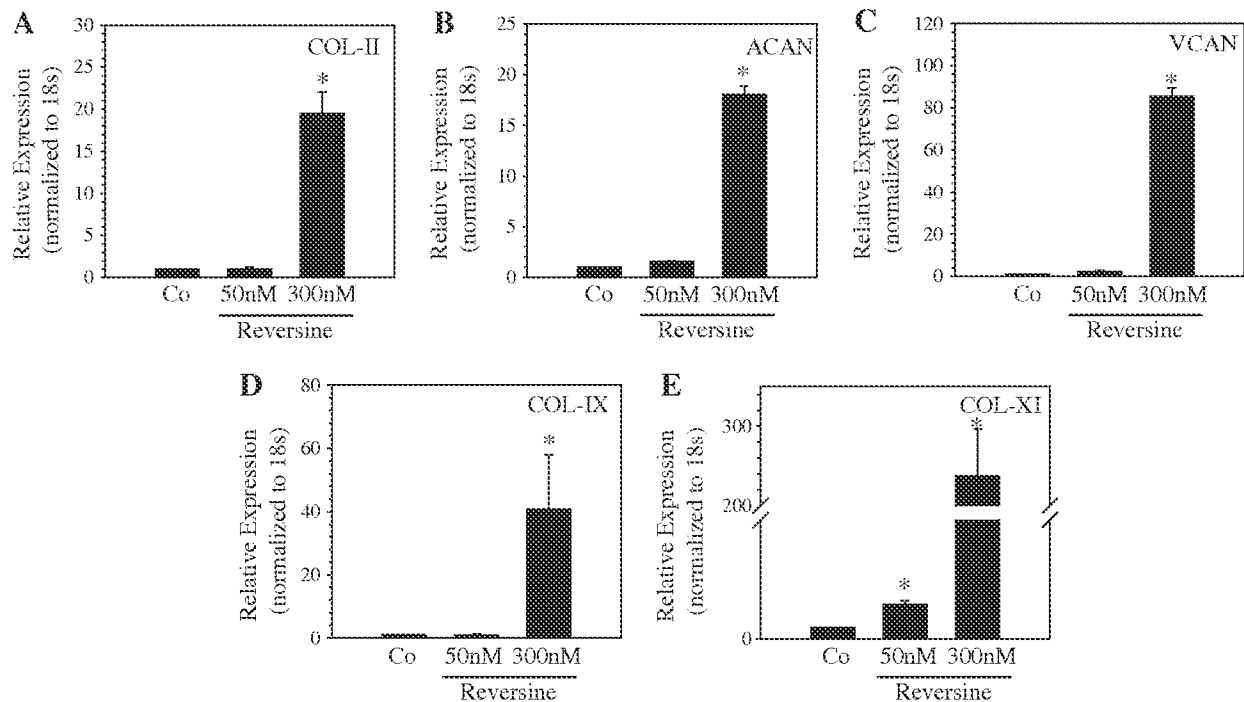 A
COL-II
30
25
20
15
10
5
0
*
Relative Expression
(normalized to 18s)
Co
50nM
300nM
Reversine
B
ACAN
25
20
15
10
5
0
*
Relative Expression
(normalized to 18s)
Co
50nM
300nM
Reversine
C
VCAN
120
100
80
60
40
20
0
*
Relative Expression
(normalized to 18s)
Co
50nM
300nM
Reversine
D
COL-IX
80
60
40
20
0
*
Relative Expression
(normalized to 18s)
Co
50nM
300nM
Reversine
E
COL-XI
300
200
0
*
*
Relative Expression
(normalized to 18s)
Co
50nM
300nM
Reversine